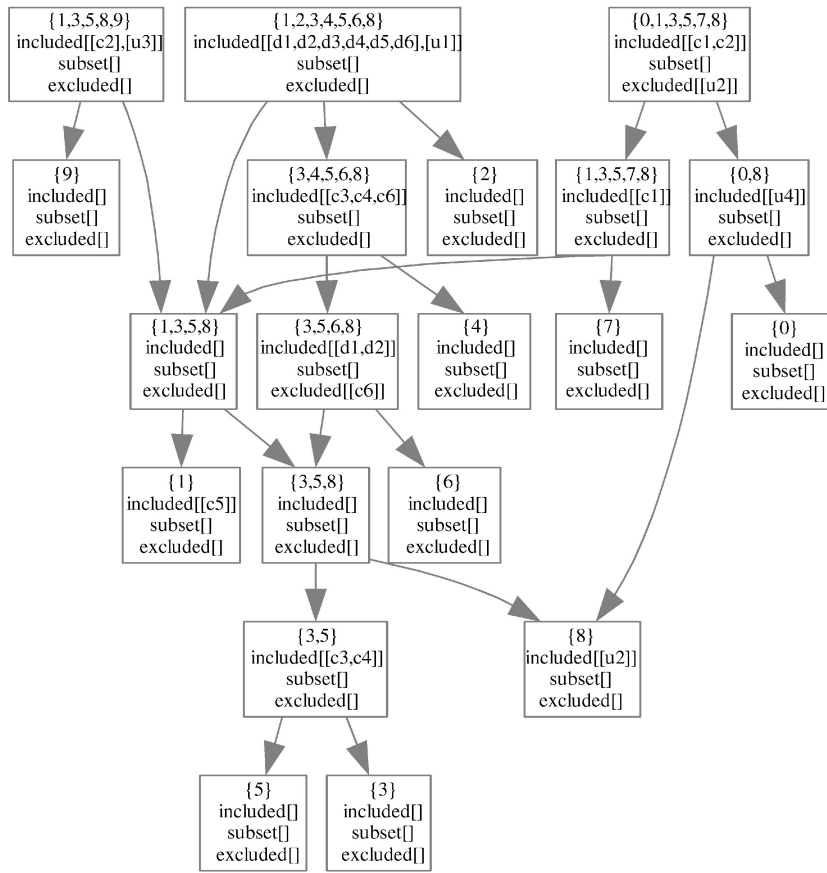 {1,3,5,8,9}
included[[c2],[u3]]
subset[]
excluded[]
{1,2,3,4,5,6,8}
included[[d1,d2,d3,d4,d5,d6],[u1]]
subset[]
excluded[]
{0,1,3,5,7,8}
included[[c1,c2]]
subset[]
excluded[[u2]]
{9}
included[]
subset[]
excluded[]
{3,4,5,6,8}
included[[c3,c4,c6]]
subset[]
excluded[]
{2}
included[]
subset[]
excluded[]
{1,3,5,7,8}
included[[c1]]
subset[]
excluded[]
{0,8}
included[[u4]]
subset[]
excluded[]
{1,3,5,8}
included[]
subset[]
excluded[]
{3,5,6,8}
included[[d1,d2]]
subset[]
excluded[[c6]]
{4}
included[]
subset[]
excluded[]
{7}
included[]
subset[]
excluded[]
{0}
included[]
subset[]
excluded[]
{1}
included[[c5]]
subset[]
excluded[]
{3,5,8}
included[]
subset[]
excluded[]
{6}
included[]
subset[]
excluded[]
{3,5}
included[[c3,c4]]
subset[]
excluded[]
{8}
included[[u2]]
subset[]
excluded[]
{5}
included[]
subset[]
excluded[]
{3}
included[]
subset[]
excluded[]